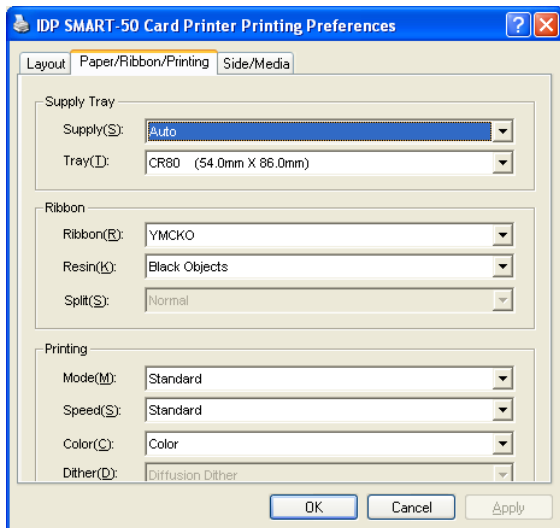 IDP SMART-50 Card Printer Printing Preferences
Layout Paper/Ribbon/Printing Side/Media
Supply Tray
Supply(S): Auto
Tray(T): CR80 (54.0mm X 86.0mm)
Ribbon
Ribbon(R): YMCKO
Resin(K): Black Objects
Split(S): Normal
Printing
Mode(M): Standard
Speed(S): Standard
Color(C): Color
Dither(D): Diffusion Dither
OK Cancel Apply